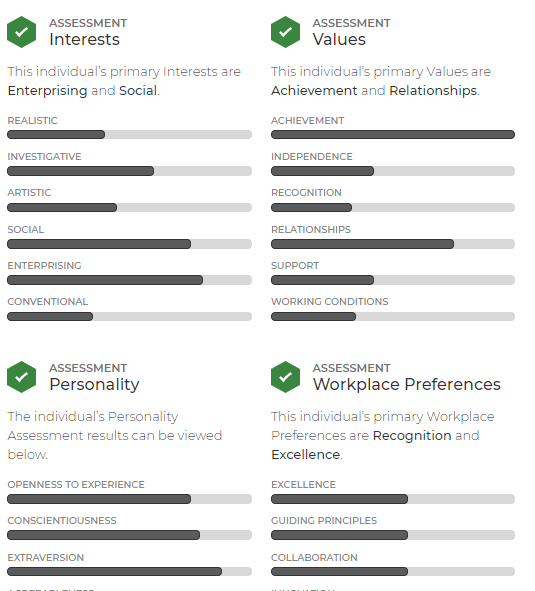 ASSESSMENT
Interests
This individual's primary Interests are
Enterprising and Social.
REALISTIC
INVESTIGATIVE
ARTISTIC
SOCIAL
ENTERPRISING
CONVENTIONAL
ASSESSMENT
Values
This individual's primary Values are
Achievement and Relationships.
ACHIEVEMENT
INDEPENDENCE
RECOGNITION
RELATIONSHIPS
SUPPORT
WORKING CONDITIONS
ASSESSMENT
Personality
The individual's Personality
Assessment results can be viewed
below.
OPENNESS TO EXPERIENCE
CONSCIENTIOUSNESS
EXTRAVERSION
ASSESSMENT
Workplace Preferences
This individual's primary Workplace
Preferences are Recognition and
Excellence.
EXCELLENCE
GUIDING PRINCIPLES
COLLABORATION